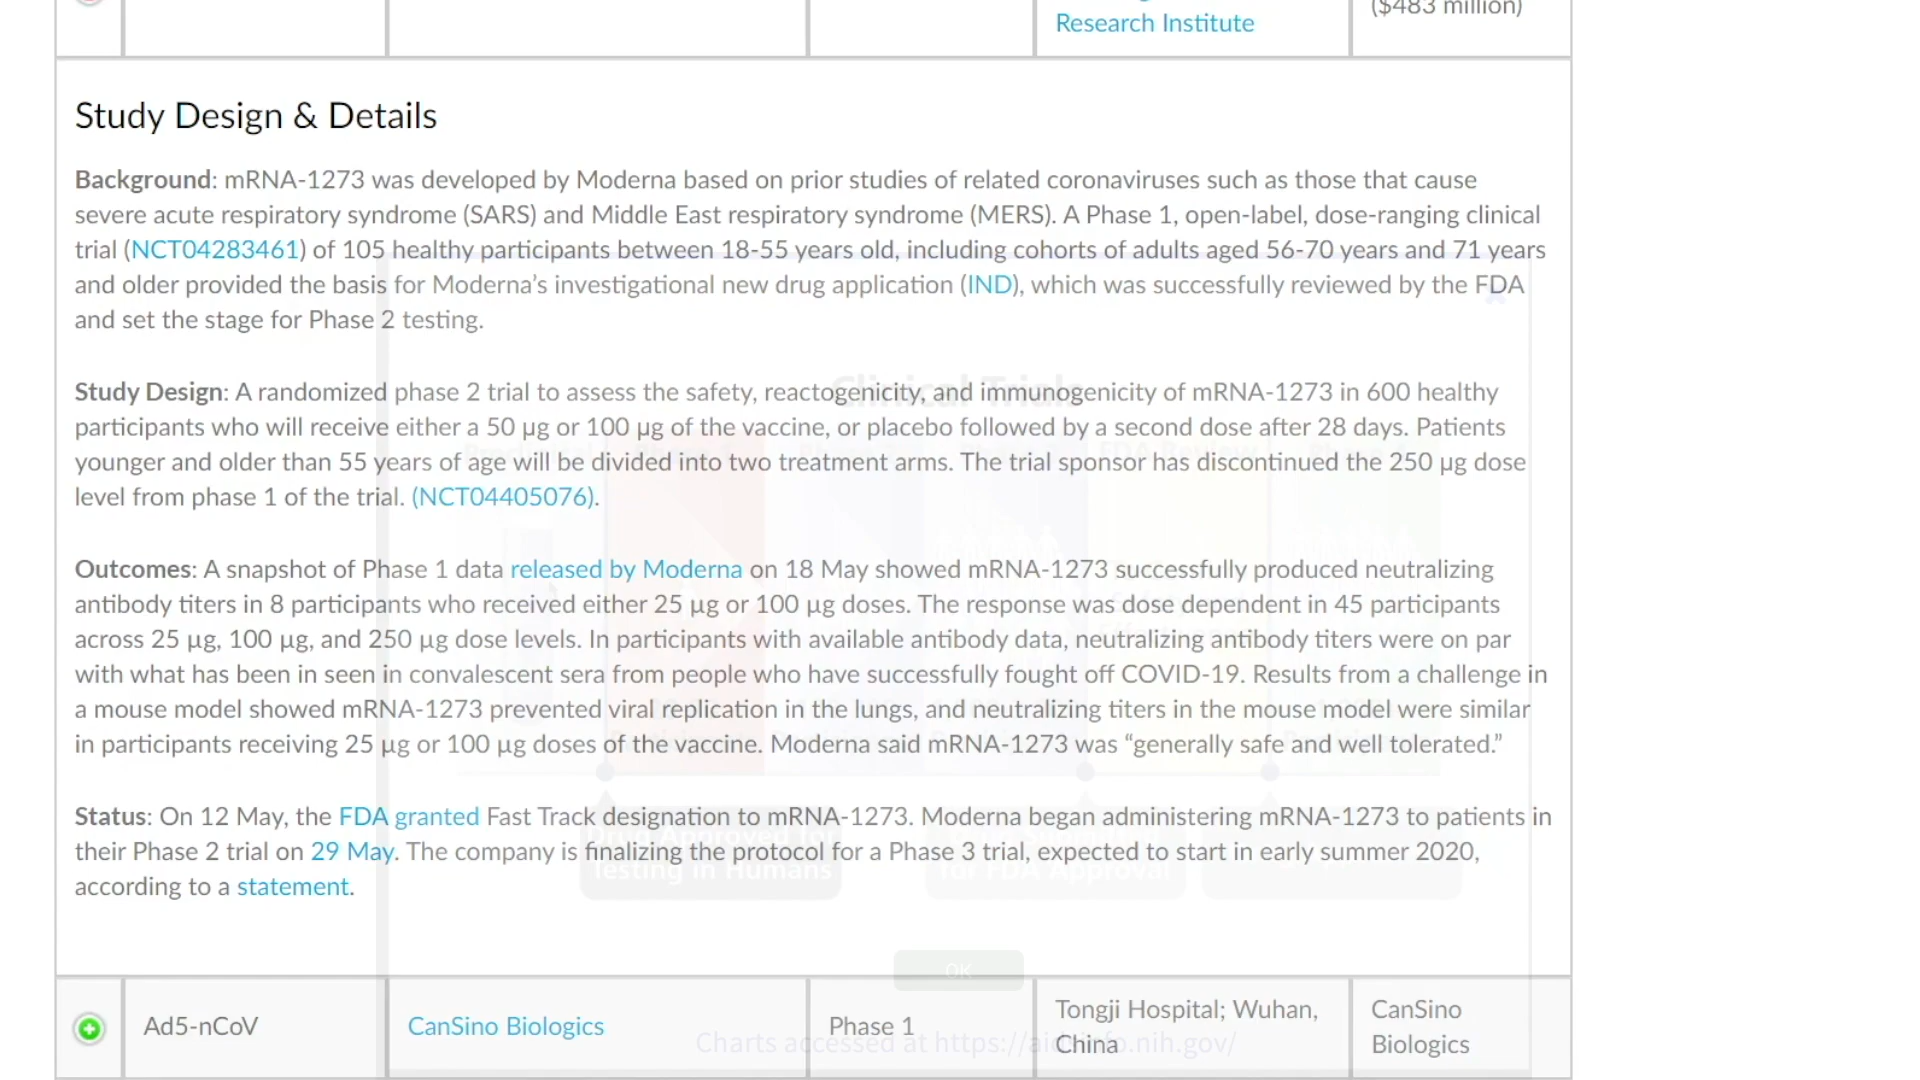 ($483 million)
Research Institute
Study Design & Details
Background: mRNA-1273 was developed by Moderna based on prior studies of related coronaviruses such as those that cause
severe acute respiratory syndrome (SARS) and Middle East respiratory syndrome (MERS). A Phase 1, open-label, dose-ranging clinical
trial (NCT04283461) of 105 healthy participants between 18-55 years old, including cohorts of adults aged 56-70 years and 71 years
and older provided the basis for Moderna’s investigational new drug application (IND), which was successfully reviewed by the FDA
and set the stage for Phase 2 testing.
Clinical Trials
Study Design: A randomized phase 2 trial to assess the safety, reactogenicity, and immunogenicity of mRNA-1273 in 600 healthy
participants who will receive either a 50 μg or 100 μg of the vaccine, or placebo followed by a second dose after 28 days. Patients
younger and older than 55 years of age will be divided into two treatment arms. The trial sponsor has discontinued the 250 μg dose
level from phase 1 of the trial. (NCT04405076).
Outcomes: A snapshot of Phase 1 data released by Moderna on 18 May showed mRNA-1273 successfully produced neutralizing
antibody titers in 8 participants who received either 25 μg or 100 μg doses. The response was dose dependent in 45 participants
across 25 μg, 100 μg, and 250 μg dose levels. In participants with available antibody data, neutralizing antibody titers were on par
with what has been in seen in convalescent sera from people who have successfully fought off COVID-19. Results from a challenge in
a mouse model showed mRNA-1273 prevented viral replication in the lungs, and neutralizing titers in the mouse model were similar
in participants receiving 25 μg or 100 μg doses of the vaccine. Moderna said mRNA-1273 was “generally safe and well tolerated.”
Status: On 12 May, the FDA granted Fast Track designation to mRNA-1273. Moderna began administering mRNA-1273 to patients in
their Phase 2 trial on 29 May. The company is finalizing the protocol for a Phase 3 trial, expected to start in early summer 2020,
according to a statement.
Drug Approved for
Testing in Humans
for FDA Approval
OK
Ad5-nCoV
CanSino Biologics
Phase 1
Tongji Hospital; Wuhan,
China
CanSino
Biologics
Charts accessed at https://aidsinfo.nih.gov/